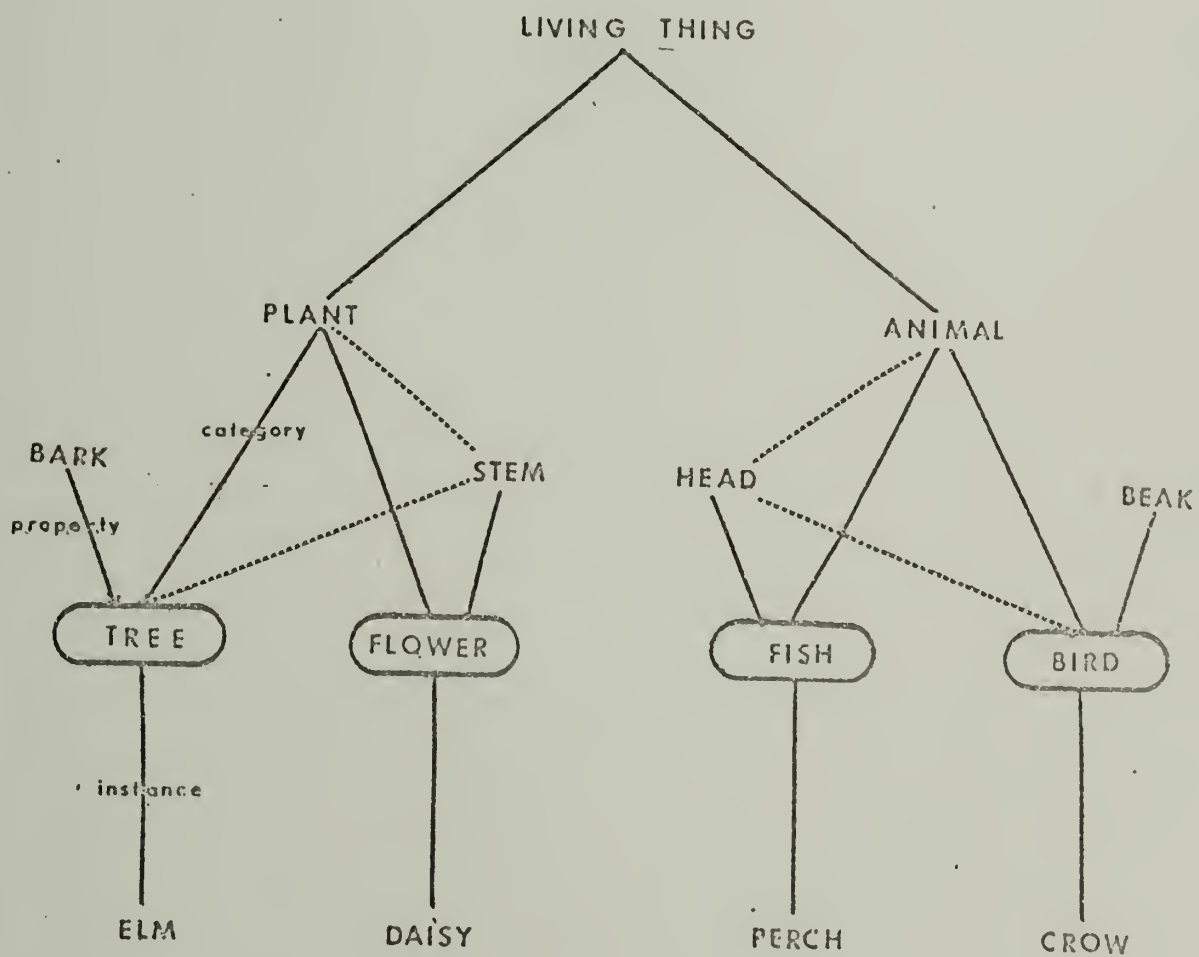 LIVING THING
PLANT
ANIMAL
category
BARK
STEM
HEAD
BEAK
property
TREE
FLOWER
FISH
BIRD
instance
ELM
DAISY
PERCH
CROW